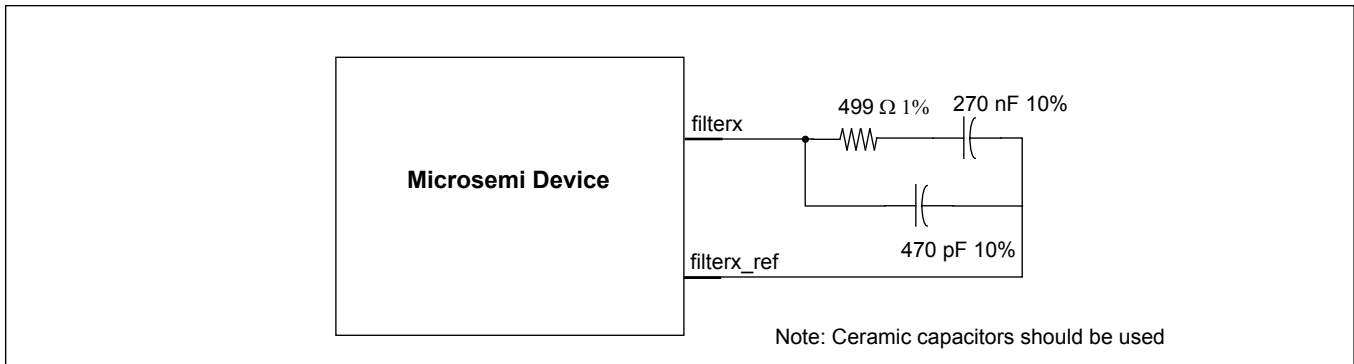 499 Ω 1%
270 nF 10%
filterx
Microsemi Device
470 pF 10%
filterx_ref
Note: Ceramic capacitors should be used